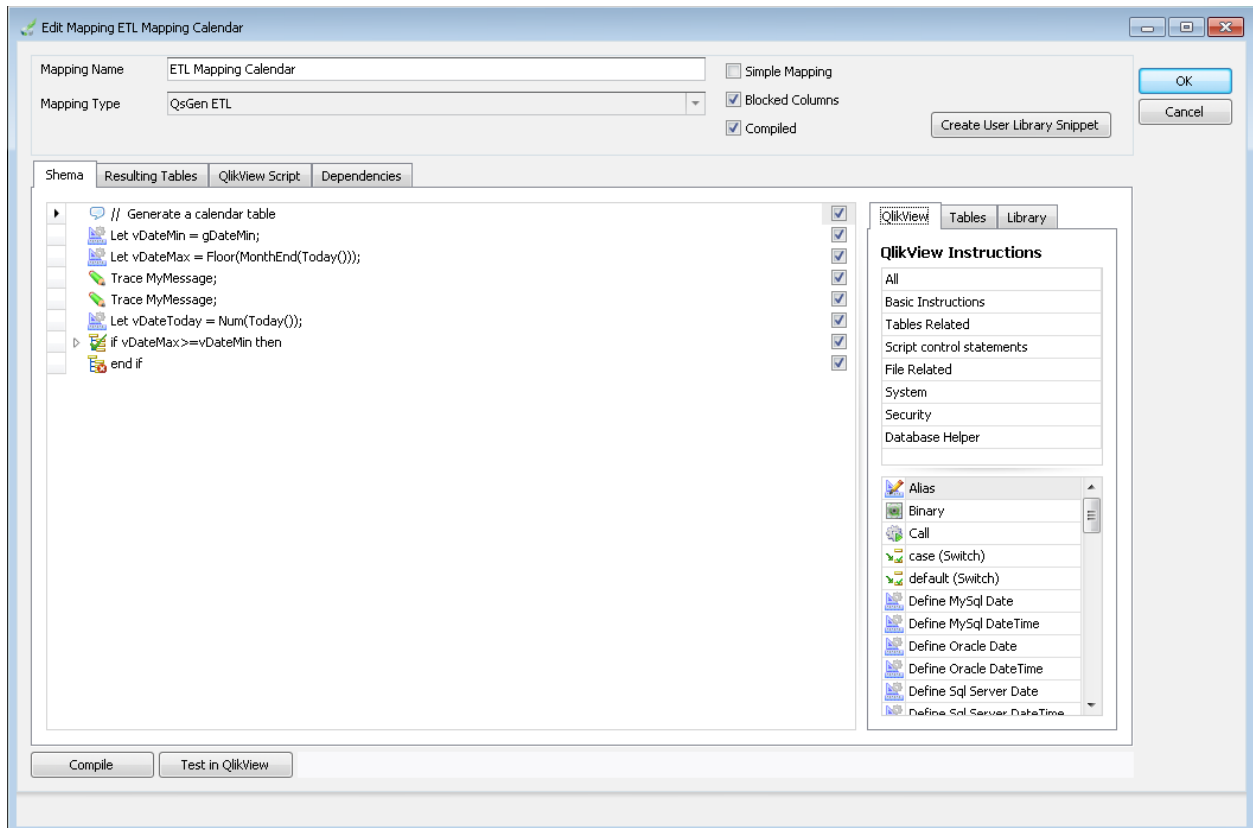 Edit Mapping ETL Mapping Calendar
Mapping Name ETL Mapping Calendar
Mapping Type QsGen ETL
Simple Mapping
Blocked Columns
Compiled
Create User Library Snippet
OK
Cancel
Shema Resulting Tables QlikView Script Dependencies
// Generate a calendar table
Let vDateMin = gDateMin;
Let vDateMax = Floor(MonthEnd(Today()));
Trace MyMessage;
Trace MyMessage;
Let vDateToday = Num(Today());
if vDateMax>=vDateMin then
end if
QlikView Tables Library
QlikView Instructions
All
Basic Instructions
Tables Related
Script control statements
File Related
System
Security
Database Helper
Alias
Binary
Call
case (Switch)
default (Switch)
Define MySql Date
Define MySql DateTime
Define Oracle Date
Define Oracle DateTime
Define Sql Server Date
Define Sql Server DateTime
Compile Test in QlikView